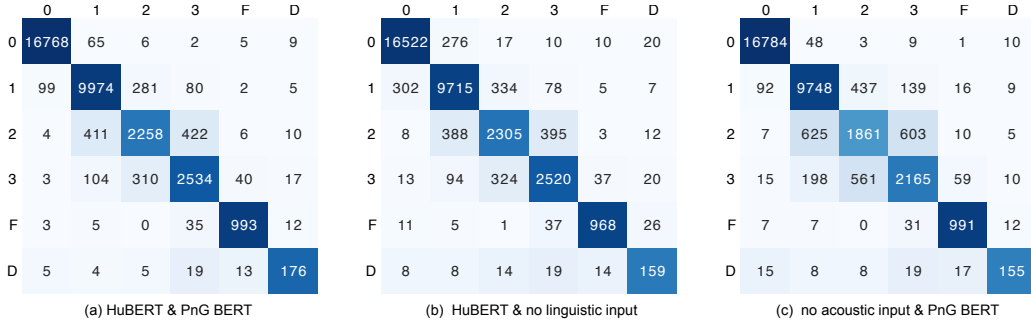 0 1 2 3 F D
0 16768 65 6 2 5 9
1 99 9974 281 80 2 5
2 4 411 2258 422 6 10
3 3 104 310 2534 40 17
F 3 5 0 35 993 12
D 5 4 5 19 13 176
(a) HuBERT & PnG BERT
0 1 2 3 F D
0 16522 276 17 10 10 20
1 302 9715 334 78 5 7
2 8 388 2305 395 3 12
3 13 94 324 2520 37 20
F 11 5 1 37 968 26
D 8 8 14 19 14 159
(b) HuBERT & no linguistic input
0 1 2 3 F D
0 16784 48 3 9 1 10
1 92 9748 437 139 16 9
2 7 625 1861 603 10 5
3 15 198 561 2165 59 10
F 7 7 0 31 991 12
D 15 8 8 19 17 155
(c) no acoustic input & PnG BERT